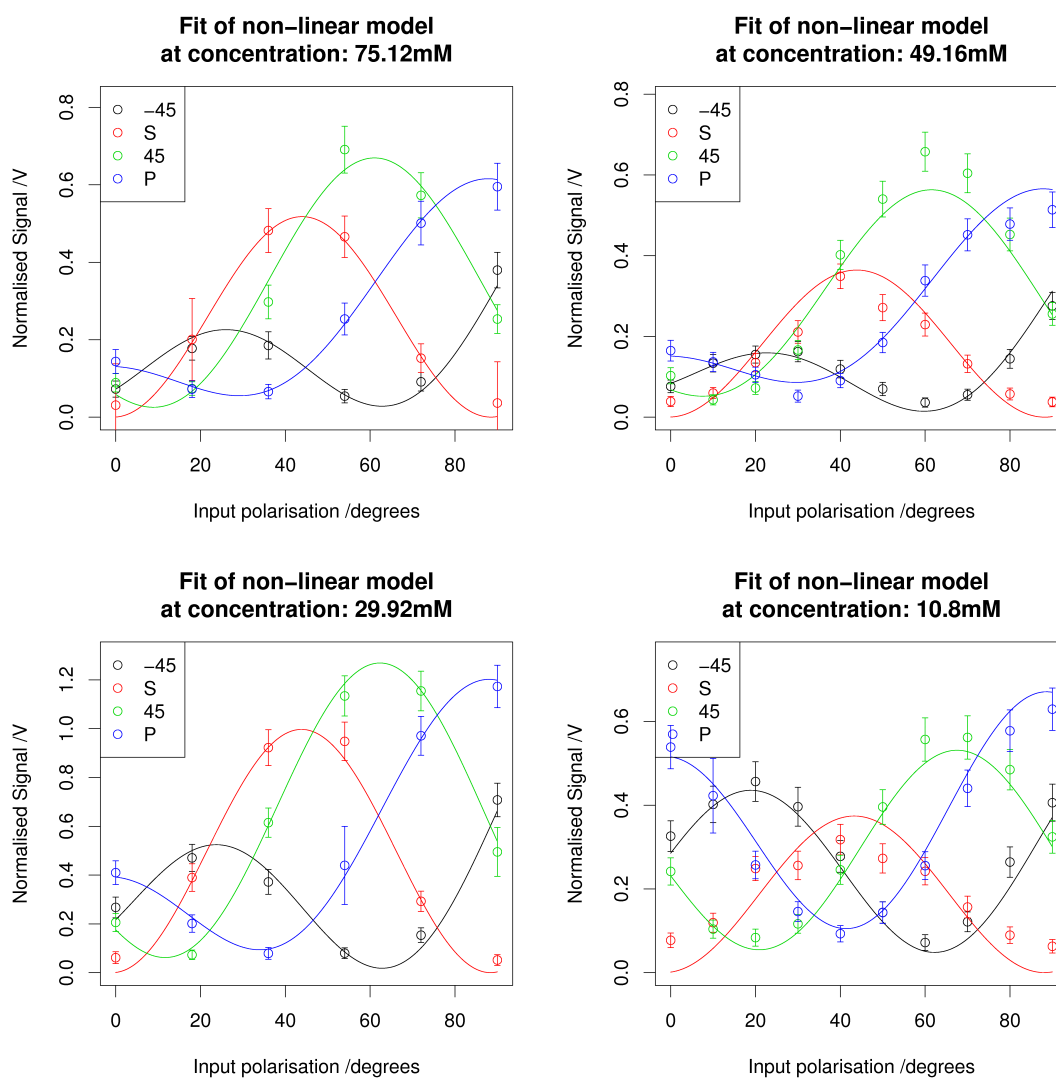 Fit of non−linear model
at concentration: 75.12mM
Normalised Signal /V
0.0
0.2
0.4
0.6
0.8
−45
S
45
P
0
20
40
60
80
Input polarisation /degrees
Fit of non−linear model
at concentration: 49.16mM
Normalised Signal /V
0.0
0.2
0.4
0.6
0.8
−45
S
45
P
0
20
40
60
80
Input polarisation /degrees
Fit of non−linear model
at concentration: 29.92mM
Normalised Signal /V
0.0
0.2
0.4
0.6
0.8
1.0
1.2
−45
S
45
P
0
20
40
60
80
Input polarisation /degrees
Fit of non−linear model
at concentration: 10.8mM
Normalised Signal /V
0.0
0.2
0.4
0.6
−45
S
45
P
0
20
40
60
80
Input polarisation /degrees